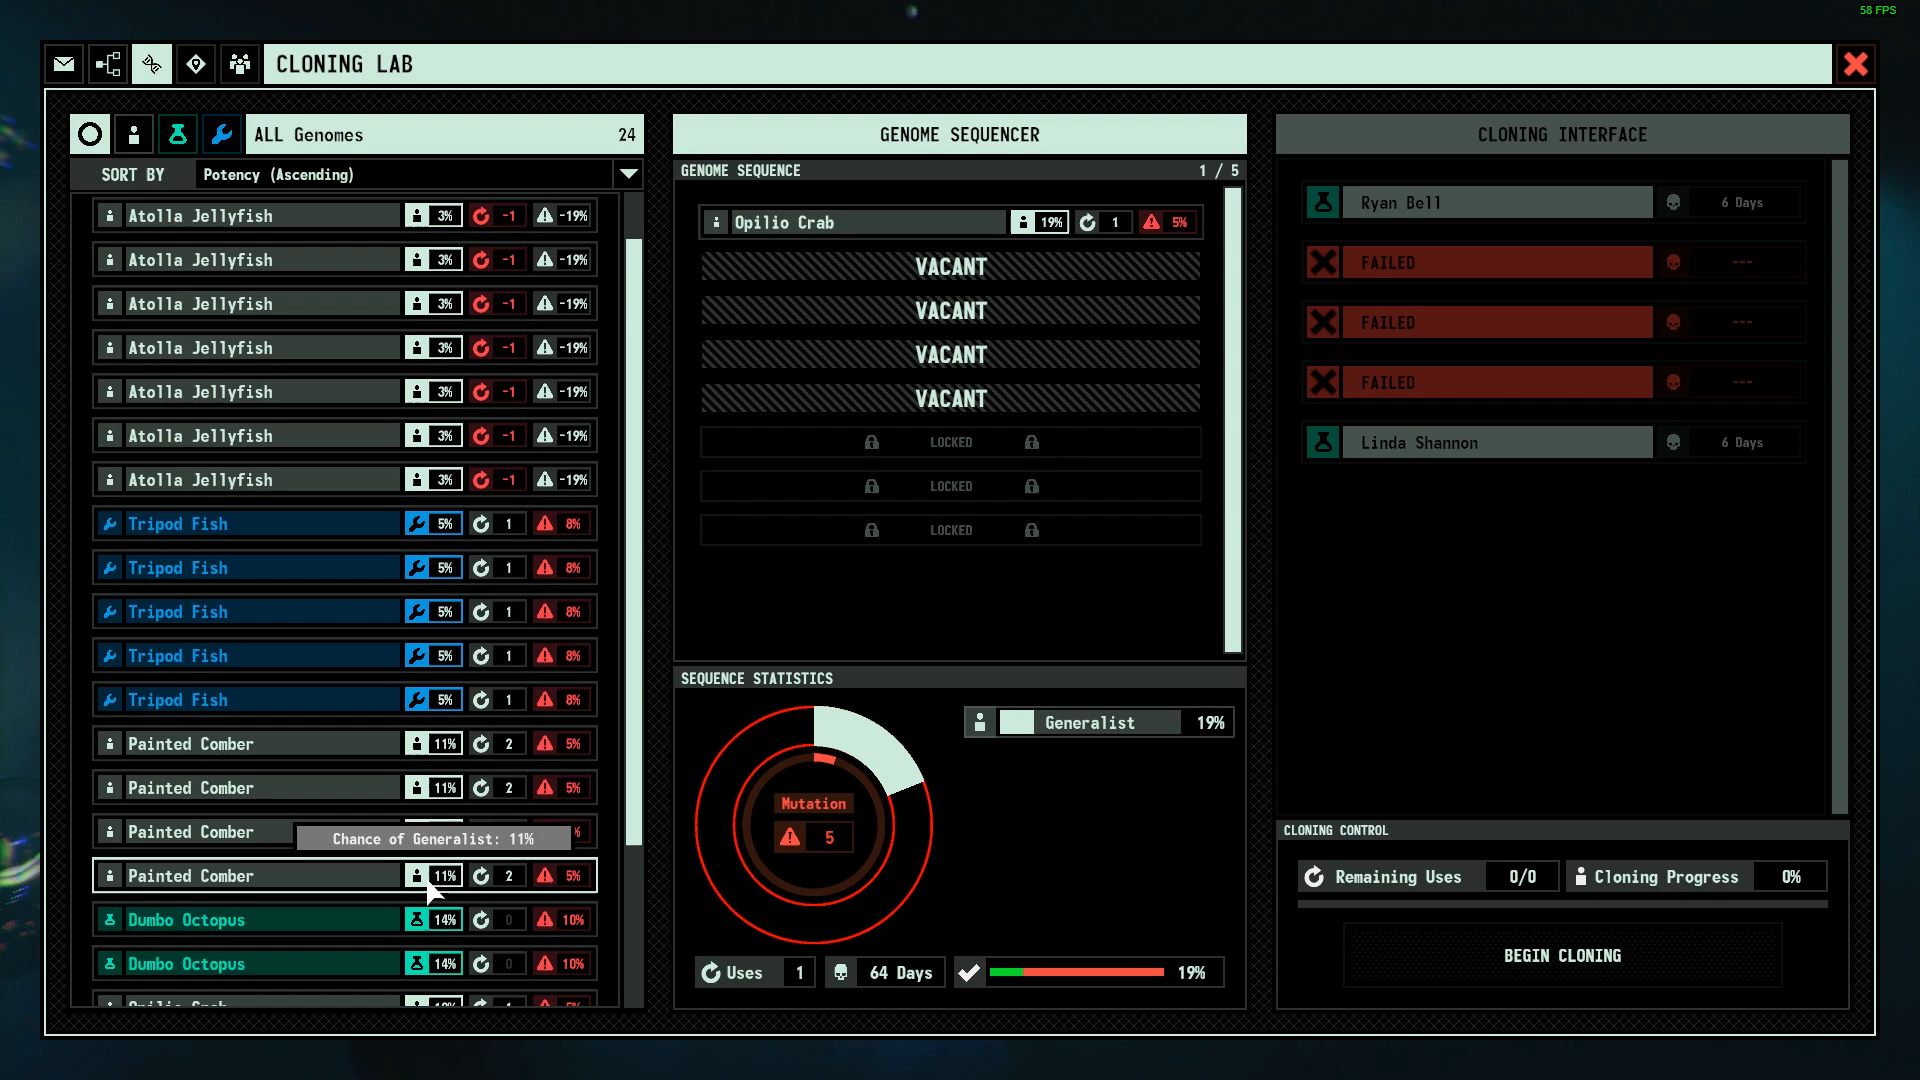 58 FPS
CLONING LAB
ALL Genomes 24
SORT BY Potency (Ascending)
Atolla Jellyfish 3% -1 -19%
Atolla Jellyfish 3% -1 -19%
Atolla Jellyfish 3% -1 -19%
Atolla Jellyfish 3% -1 -19%
Atolla Jellyfish 3% -1 -19%
Atolla Jellyfish 3% -1 -19%
Atolla Jellyfish 3% -1 -19%
Tripod Fish 5% 1 8%
Tripod Fish 5% 1 8%
Tripod Fish 5% 1 8%
Tripod Fish 5% 1 8%
Tripod Fish 5% 1 8%
Painted Comber 11% 2 5%
Painted Comber 11% 2 5%
Painted Comber %
Chance of Generalist: 11%
Painted Comber 11% 2 5%
Dumbo Octopus 14% 0 10%
Dumbo Octopus 14% 0 10%
GENOME SEQUENCER
GENOME SEQUENCE 1 / 5
Opilio Crab 19% 1 5%
VACANT
VACANT
VACANT
VACANT
LOCKED
LOCKED
LOCKED
SEQUENCE STATISTICS
Mutation
5
Generalist 19%
Uses 1 64 Days 19%
CLONING INTERFACE
Ryan Bell 6 Days
FAILED ---
FAILED ---
FAILED ---
Linda Shannon 6 Days
CLONING CONTROL
Remaining Uses 0/0 Cloning Progress 0%
BEGIN CLONING